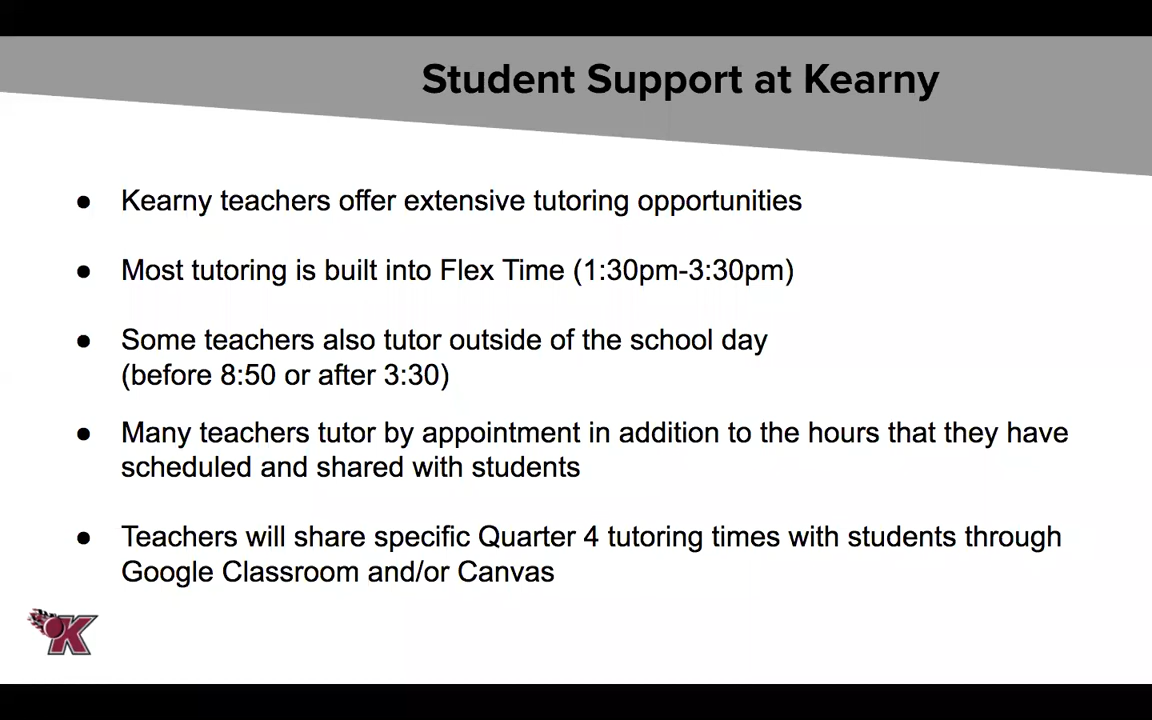 Student Support at Kearny
● Kearny teachers offer extensive tutoring opportunities
● Most tutoring is built into Flex Time (1:30pm-3:30pm)
● Some teachers also tutor outside of the school day
(before 8:50 or after 3:30)
● Many teachers tutor by appointment in addition to the hours that they have
scheduled and shared with students
● Teachers will share specific Quarter 4 tutoring times with students through
Google Classroom and/or Canvas
K